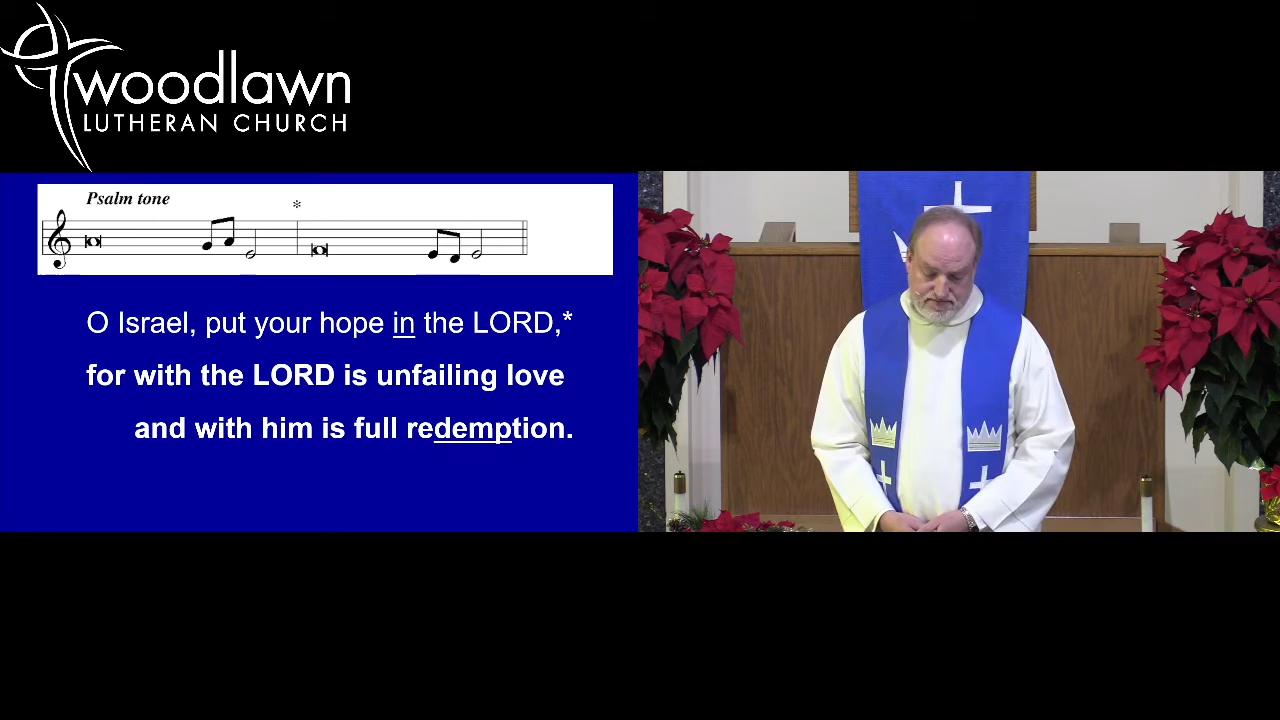 woodlawn
LUTHERAN CHURCH
Psalm tone
*
O Israel, put your hope in the LORD,*
for with the LORD is unfailing love
and with him is full redemption.